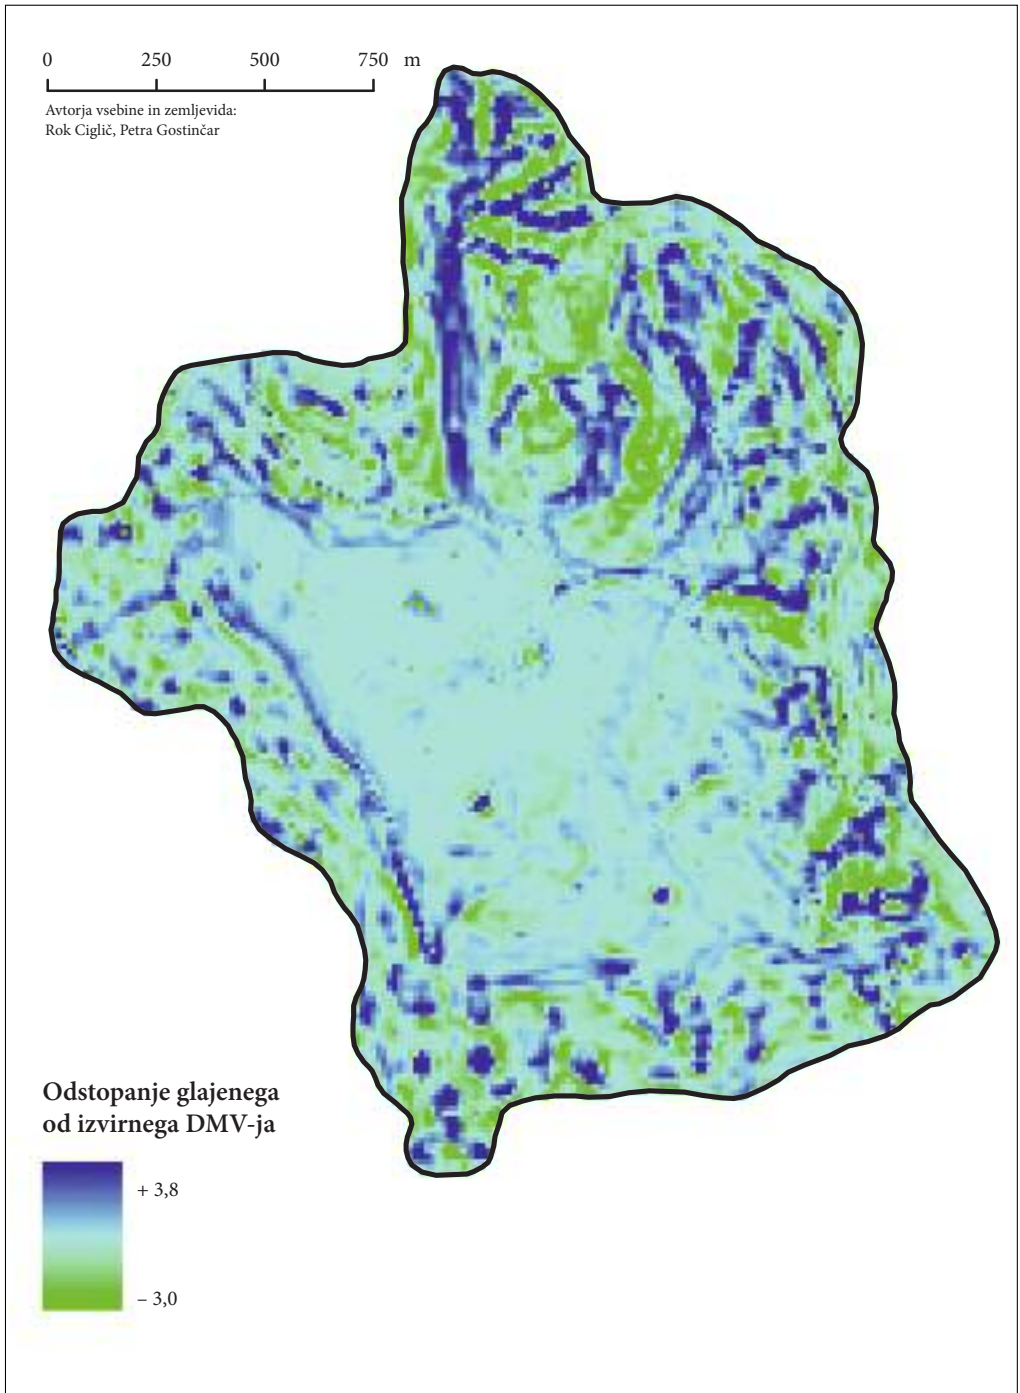 0 250 500 750 m
Avtorja vsebine in zemljevida:
Rok Ciglič, Petra Gostinčar
Odstopanje glajenega
od izvirnega DMV-ja
+ 3,8
– 3,0